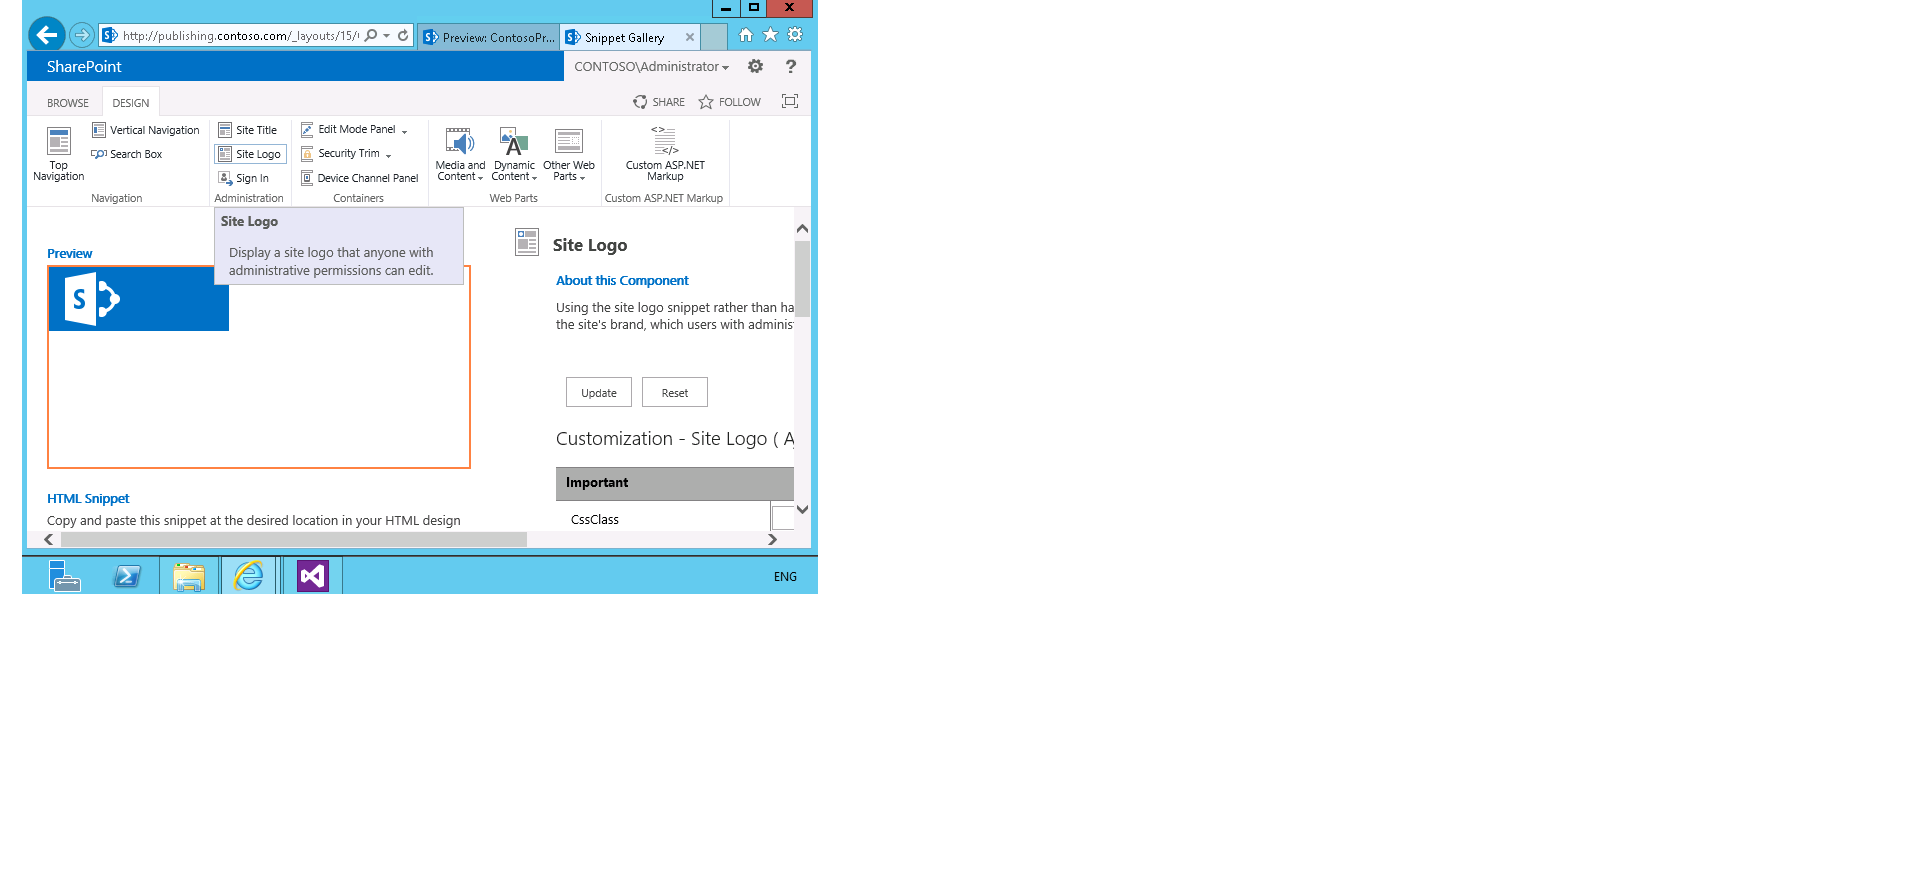 http://publishing.contoso.com/_layouts/15/
Preview: ContosoPr...
Snippet Gallery
SharePoint
CONTOSO\Administrator
?
BROWSE
DESIGN
SHARE
FOLLOW
Top
Navigation
Vertical Navigation
Search Box
Navigation
Site Title
Site Logo
Sign In
Administration
Edit Mode Panel
Security Trim
Device Channel Panel
Containers
Media and
Content
Dynamic
Content
Other Web
Parts
Web Parts
Custom ASP.NET
Markup
Custom ASP.NET Markup
Site Logo
Display a site logo that anyone with
administrative permissions can edit.
Preview
S
HTML Snippet
Copy and paste this snippet at the desired location in your HTML design
Site Logo
About this Component
Using the site logo snippet rather than ha
the site's brand, which users with adminis
Update
Reset
Customization - Site Logo ( A
Important
CssClass
ENG